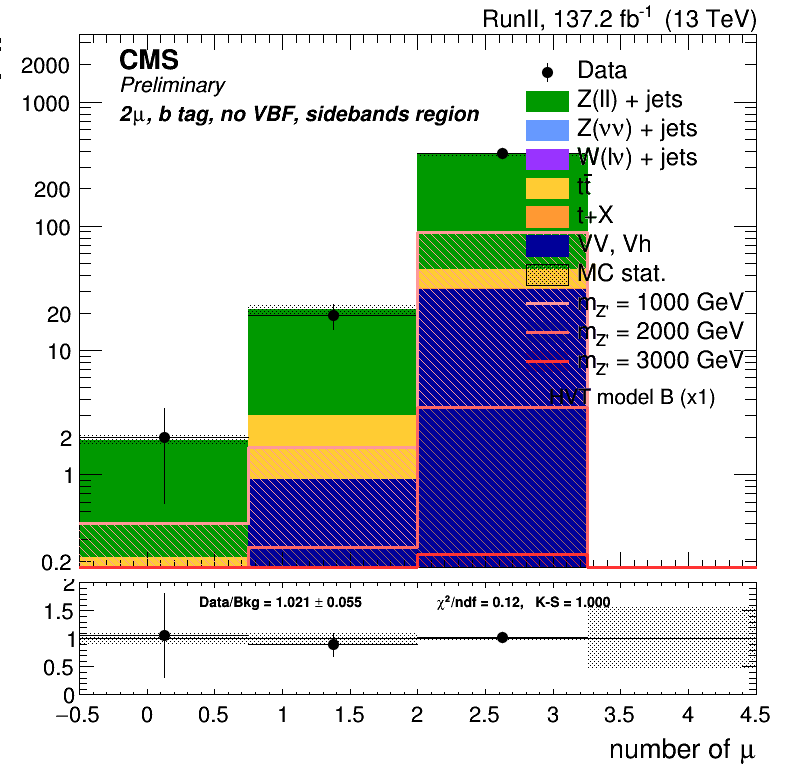 RunII, 137.2 fb⁻¹ (13 TeV)
CMS
Preliminary
2μ, b tag, no VBF, sidebands region
Data
Z(ll) + jets
Z(νν) + jets
W(lν) + jets
tt̅
t+X
VV, Vh
MC stat.
m_Z' = 1000 GeV
m_Z' = 2000 GeV
m_Z' = 3000 GeV
HVT model B (x1)
2000
1000
200
100
20
10
2
1
0.2
Data/Bkg = 1.021 ± 0.055
χ²/ndf = 0.12, K-S = 1.000
2
1.5
1
0.5
0
−0.5 0 0.5 1 1.5 2 2.5 3 3.5 4 4.5
number of μ